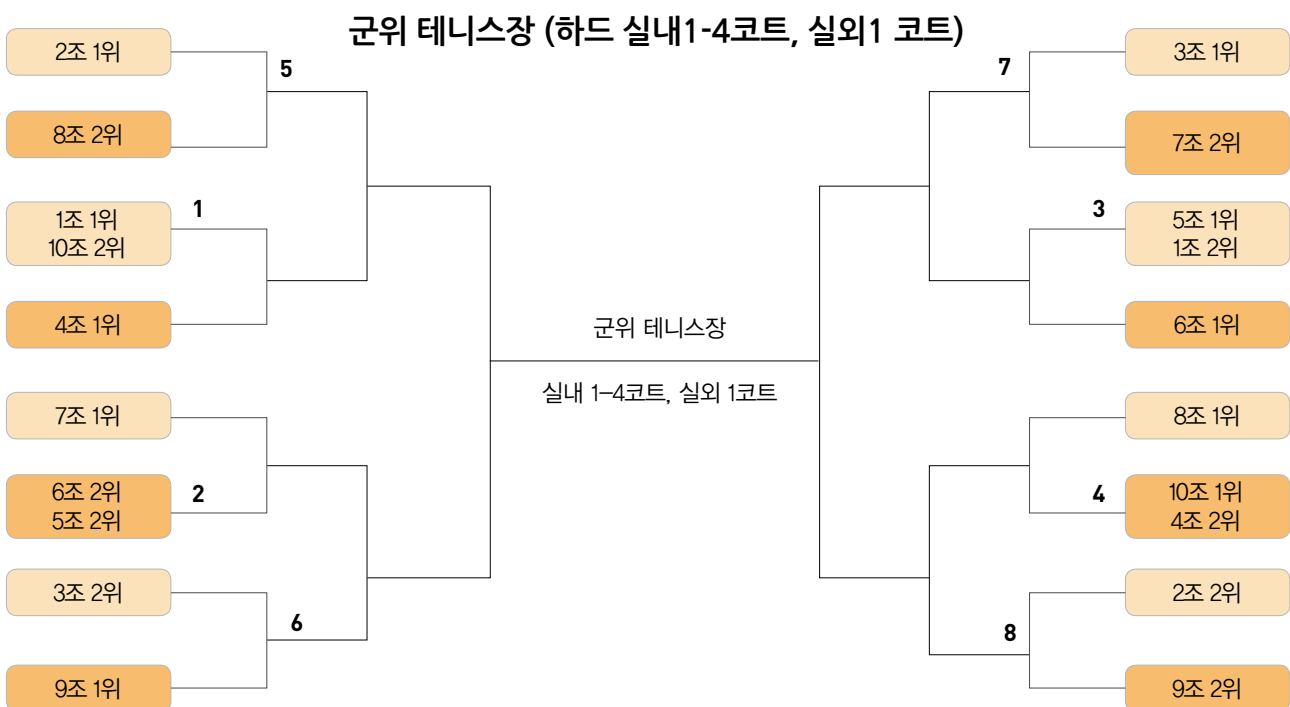 군위 테니스장 (하드 실내1-4코트, 실외1 코트)
2조 1위
5
8조 2위
1조 1위
10조 2위
1
4조 1위
7조 1위
6조 2위
5조 2위
2
3조 2위
6
9조 1위
군위 테니스장
실내 1–4코트, 실외 1코트
7
3조 1위
7조 2위
3
5조 1위
1조 2위
6조 1위
8조 1위
4
10조 1위
4조 2위
2조 2위
8
9조 2위